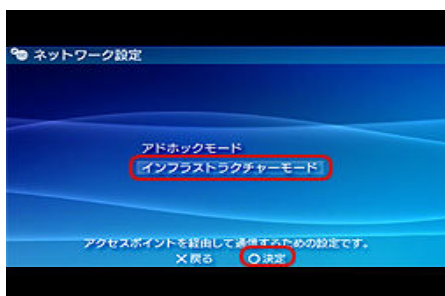 ネットワーク設定
アドホックモード
インフラストラクチャーモード
アクセスポイントを経由して通信するための設定です。
×戻る ○決定